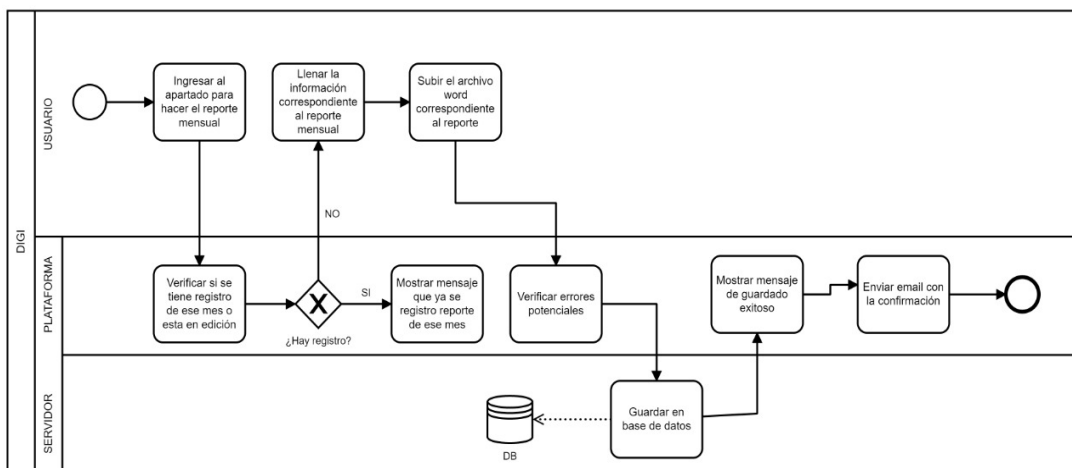 DIGI
USUARIO
Ingresar al
apartado para
hacer el reporte
mensual
Llenar la
información
correspondiente
al reporte
mensual
Subir el archivo
word
correspondiente
al reporte
NO
PLATAFORMA
Verificar si se
tiene registro
de ese mes o
esta en edición
X
¿Hay registro?
SI
Mostrar mensaje
que ya se
registro reporte
de ese mes
Verificar errores
potenciales
Mostrar mensaje
de guardado
exitoso
Enviar email con
la confirmación
SERVIDOR
DB
Guardar en
base de datos